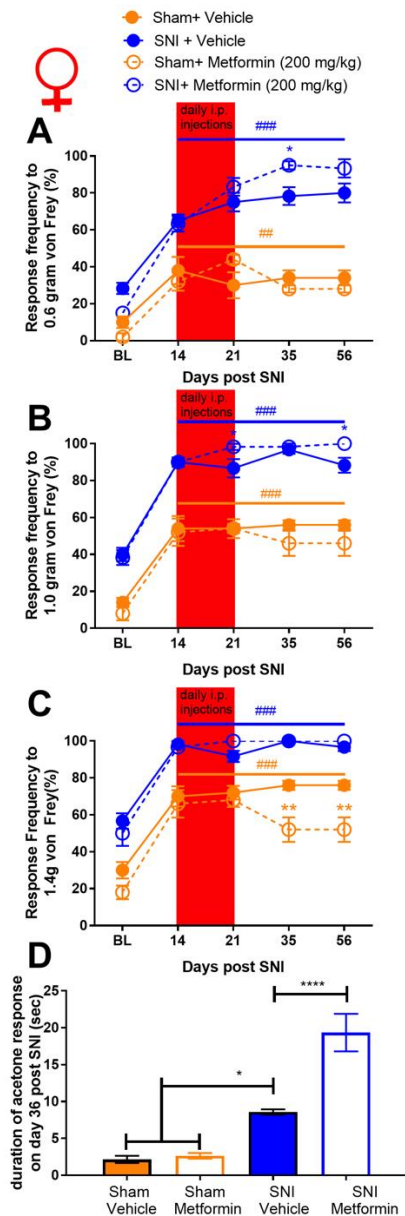 Sham+ Vehicle
SNI + Vehicle
Sham+ Metformin (200 mg/kg)
SNI+ Metformin (200 mg/kg)
A
daily i.p.
injections
###
*
##
Response frequency to
0.6 gram von Frey (%)
100
80
60
40
20
0
BL 14 21 35 56
Days post SNI
B
daily i.p.
injections
###
* *
###
Response frequency to
1.0 gram von Frey (%)
100
80
60
40
20
0
BL 14 21 35 56
Days post SNI
C
daily i.p.
injections
###
###
** **
Response Frequency to
1.4g von Frey(%)
100
80
60
40
20
0
BL 14 21 35 56
Days post SNI
D
duration of acetone response
on day 36 post SNI (sec)
25
20
15
10
5
0
****
*
Sham Sham SNI SNI
Vehicle Metformin Vehicle Metformin